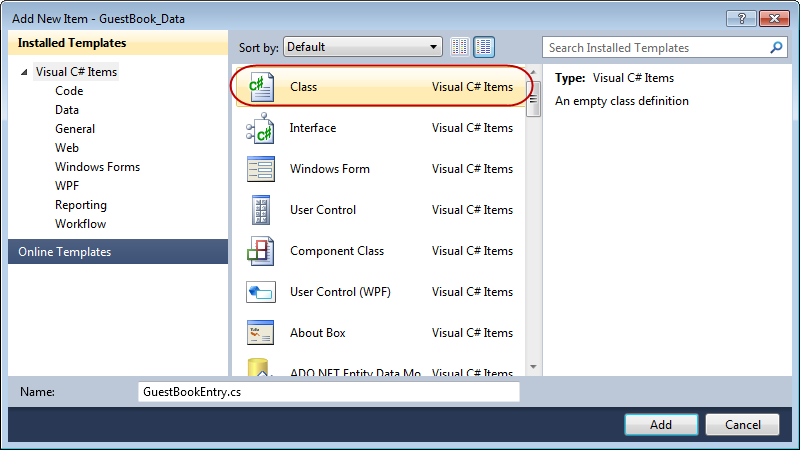 Add New Item - GuestBook_Data
Installed Templates
Visual C# Items
Code
Data
General
Web
Windows Forms
WPF
Reporting
Workflow
Online Templates
Sort by: Default
Class Visual C# Items
Interface Visual C# Items
Windows Form Visual C# Items
User Control Visual C# Items
Component Class Visual C# Items
User Control (WPF) Visual C# Items
About Box Visual C# Items
ADO.NET Entity Data Mo... Visual C# Items
Search Installed Templates
Type: Visual C# Items
An empty class definition
Name: GuestBookEntry.cs
Add Cancel